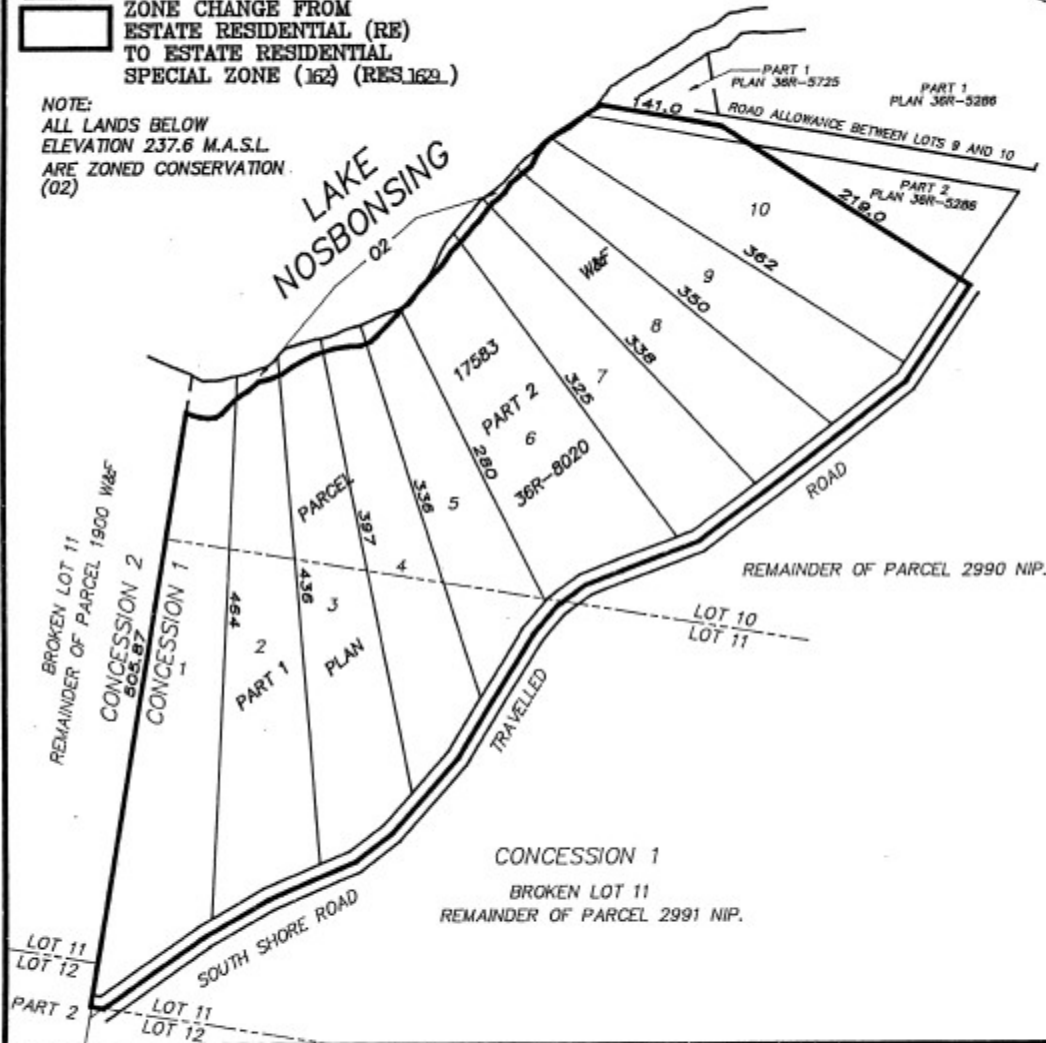 ZONE CHANGE FROM
ESTATE RESIDENTIAL (RE)
TO ESTATE RESIDENTIAL
SPECIAL ZONE (162) (RES.162)
NOTE:
ALL LANDS BELOW
ELEVATION 237.6 M.A.S.L.
ARE ZONED CONSERVATION
(02)
LAKE
NOSBONSING
02
PART 1
PLAN 36R-5725
PART 1
PLAN 36R-5286
141.0
ROAD ALLOWANCE BETWEEN LOTS 9 AND 10
PART 2
PLAN 36R-5286
219.0
10
362
9
350
W&F
8
338
7
325
17583
PART 2
6
36R-8020
280
5
336
PARCEL
397
4
3
436
PLAN
2
PART 1
464
1
BROKEN LOT 11
REMAINDER OF PARCEL 1900 W&F
CONCESSION 2
505.87
CONCESSION 1
ROAD
REMAINDER OF PARCEL 2990 NIP.
LOT 10
LOT 11
TRAVELLED
CONCESSION 1
BROKEN LOT 11
REMAINDER OF PARCEL 2991 NIP.
SOUTH SHORE ROAD
LOT 11
LOT 12
PART 2
LOT 11
LOT 12